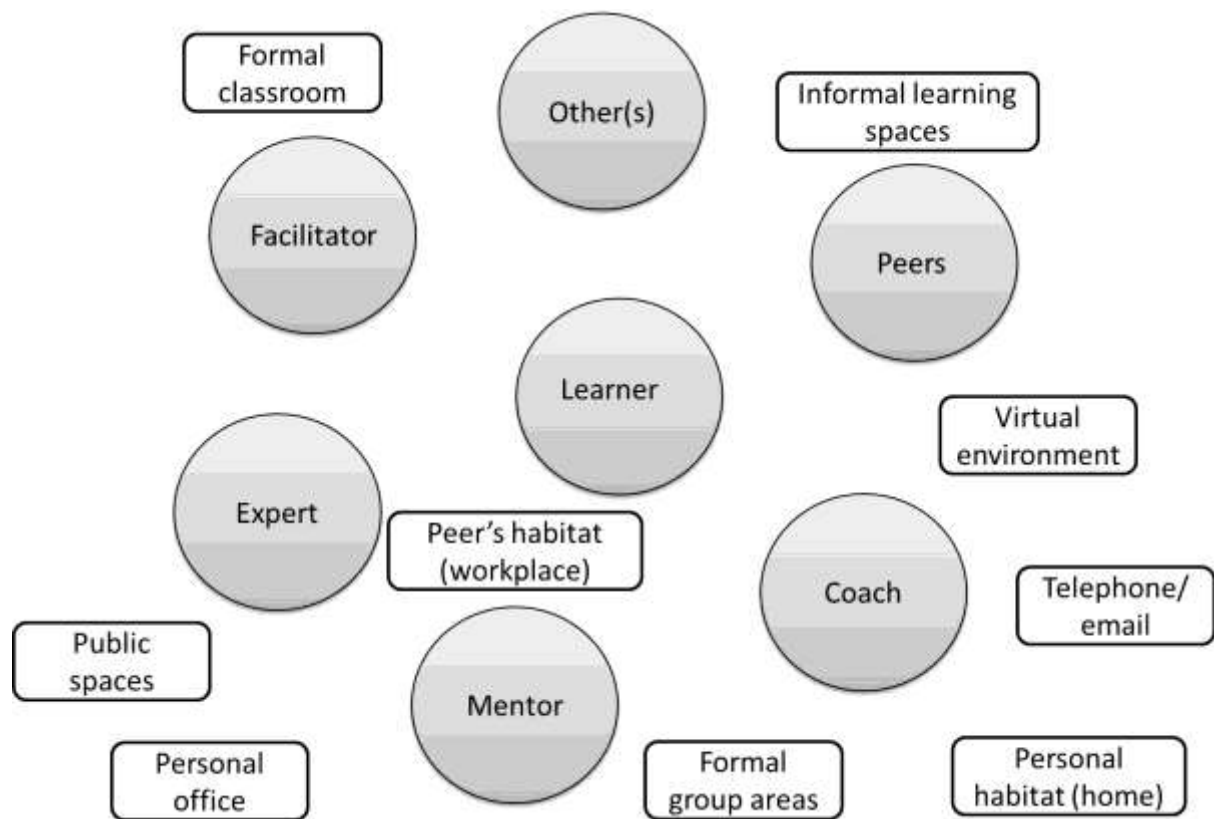 Formal
classroom
Other(s)
Informal learning
spaces
Facilitator
Peers
Learner
Virtual
environment
Expert
Peer's habitat
(workplace)
Coach
Telephone/
email
Public
spaces
Mentor
Personal
office
Formal
group areas
Personal
habitat (home)